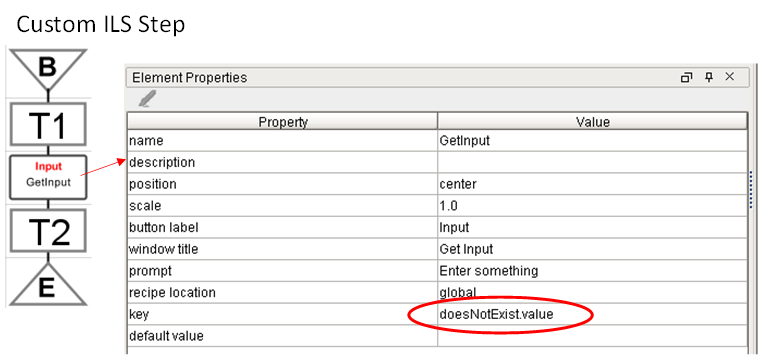 Custom ILS Step
B
T1
Input
GetInput
T2
E
Element Properties
Property Value
name GetInput
description
position center
scale 1.0
button label Input
window title Get Input
prompt Enter something
recipe location global
key doesNotExist.value
default value